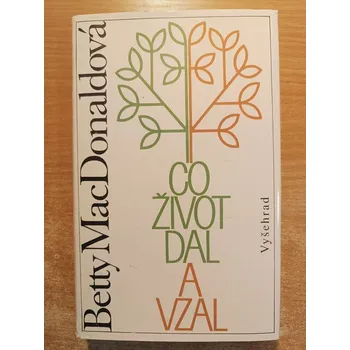 Betty MacDonaldová
CO
ŽIVOT
DAL
A
VZAL
Vyšehrad